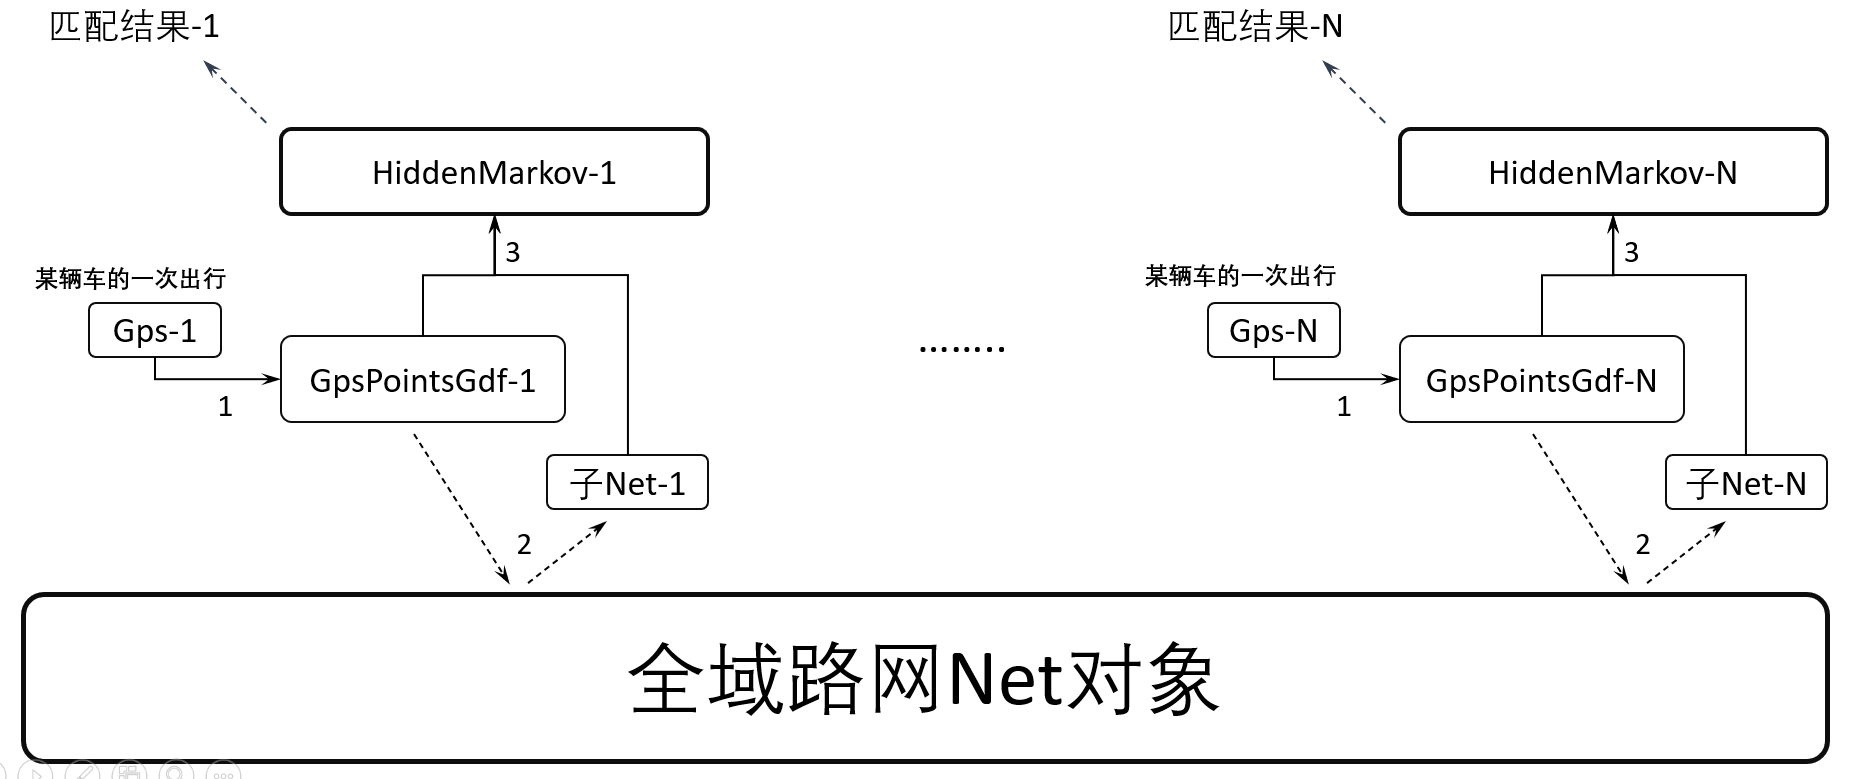 匹配结果-1
匹配结果-N
HiddenMarkov-1
HiddenMarkov-N
3
3
某辆车的一次出行
某辆车的一次出行
Gps-1
Gps-N
........
GpsPointsGdf-1
GpsPointsGdf-N
1
1
子Net-1
子Net-N
2
2
全域路网Net对象